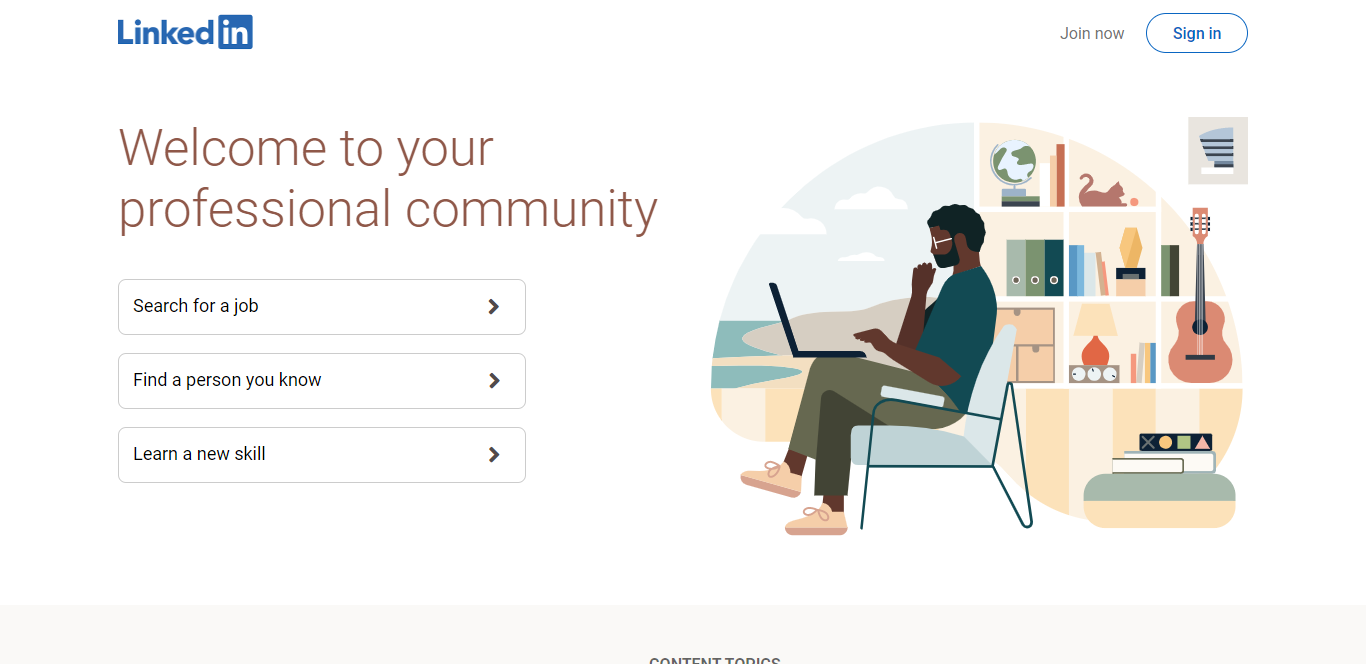 LinkedIn
Join now
Sign in
Welcome to your
professional community
Search for a job
Find a person you know
Learn a new skill
CONTENT TOPICS